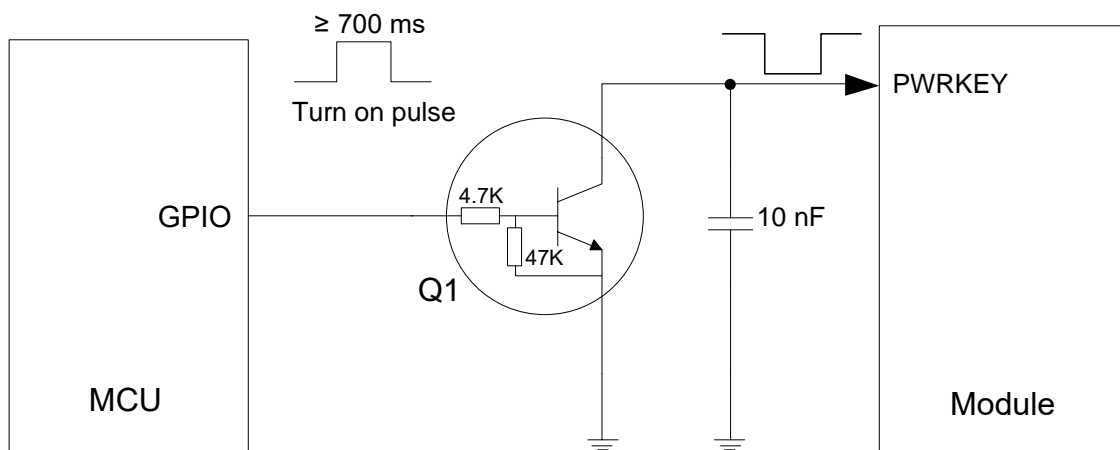 ≥ 700 ms
Turn on pulse
PWRKEY
4.7K
GPIO
10 nF
47K
Q1
MCU
Module